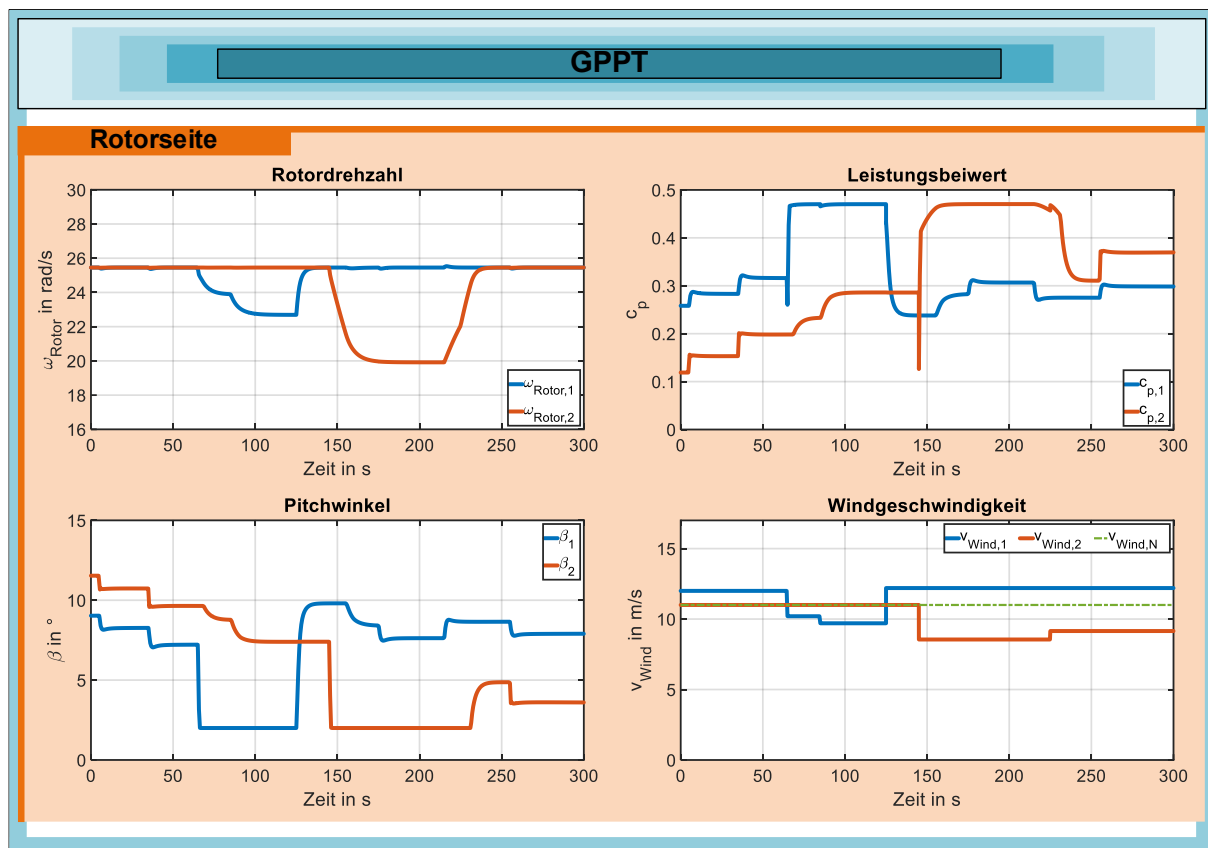 GPPT
Rotorseite
Rotordrehzahl
30
28
26
24
22
20
18
16
ω_Rotor in rad/s
0 50 100 150 200 250 300
Zeit in s
ω_Rotor,1
ω_Rotor,2
Leistungsbeiwert
0.5
0.4
0.3
0.2
0.1
0
c_p
0 50 100 150 200 250 300
Zeit in s
c_p,1
c_p,2
Pitchwinkel
15
10
5
0
β in °
0 50 100 150 200 250 300
Zeit in s
β_1
β_2
Windgeschwindigkeit
15
10
5
0
v_Wind in m/s
0 50 100 150 200 250 300
Zeit in s
v_Wind,1 v_Wind,2 v_Wind,N